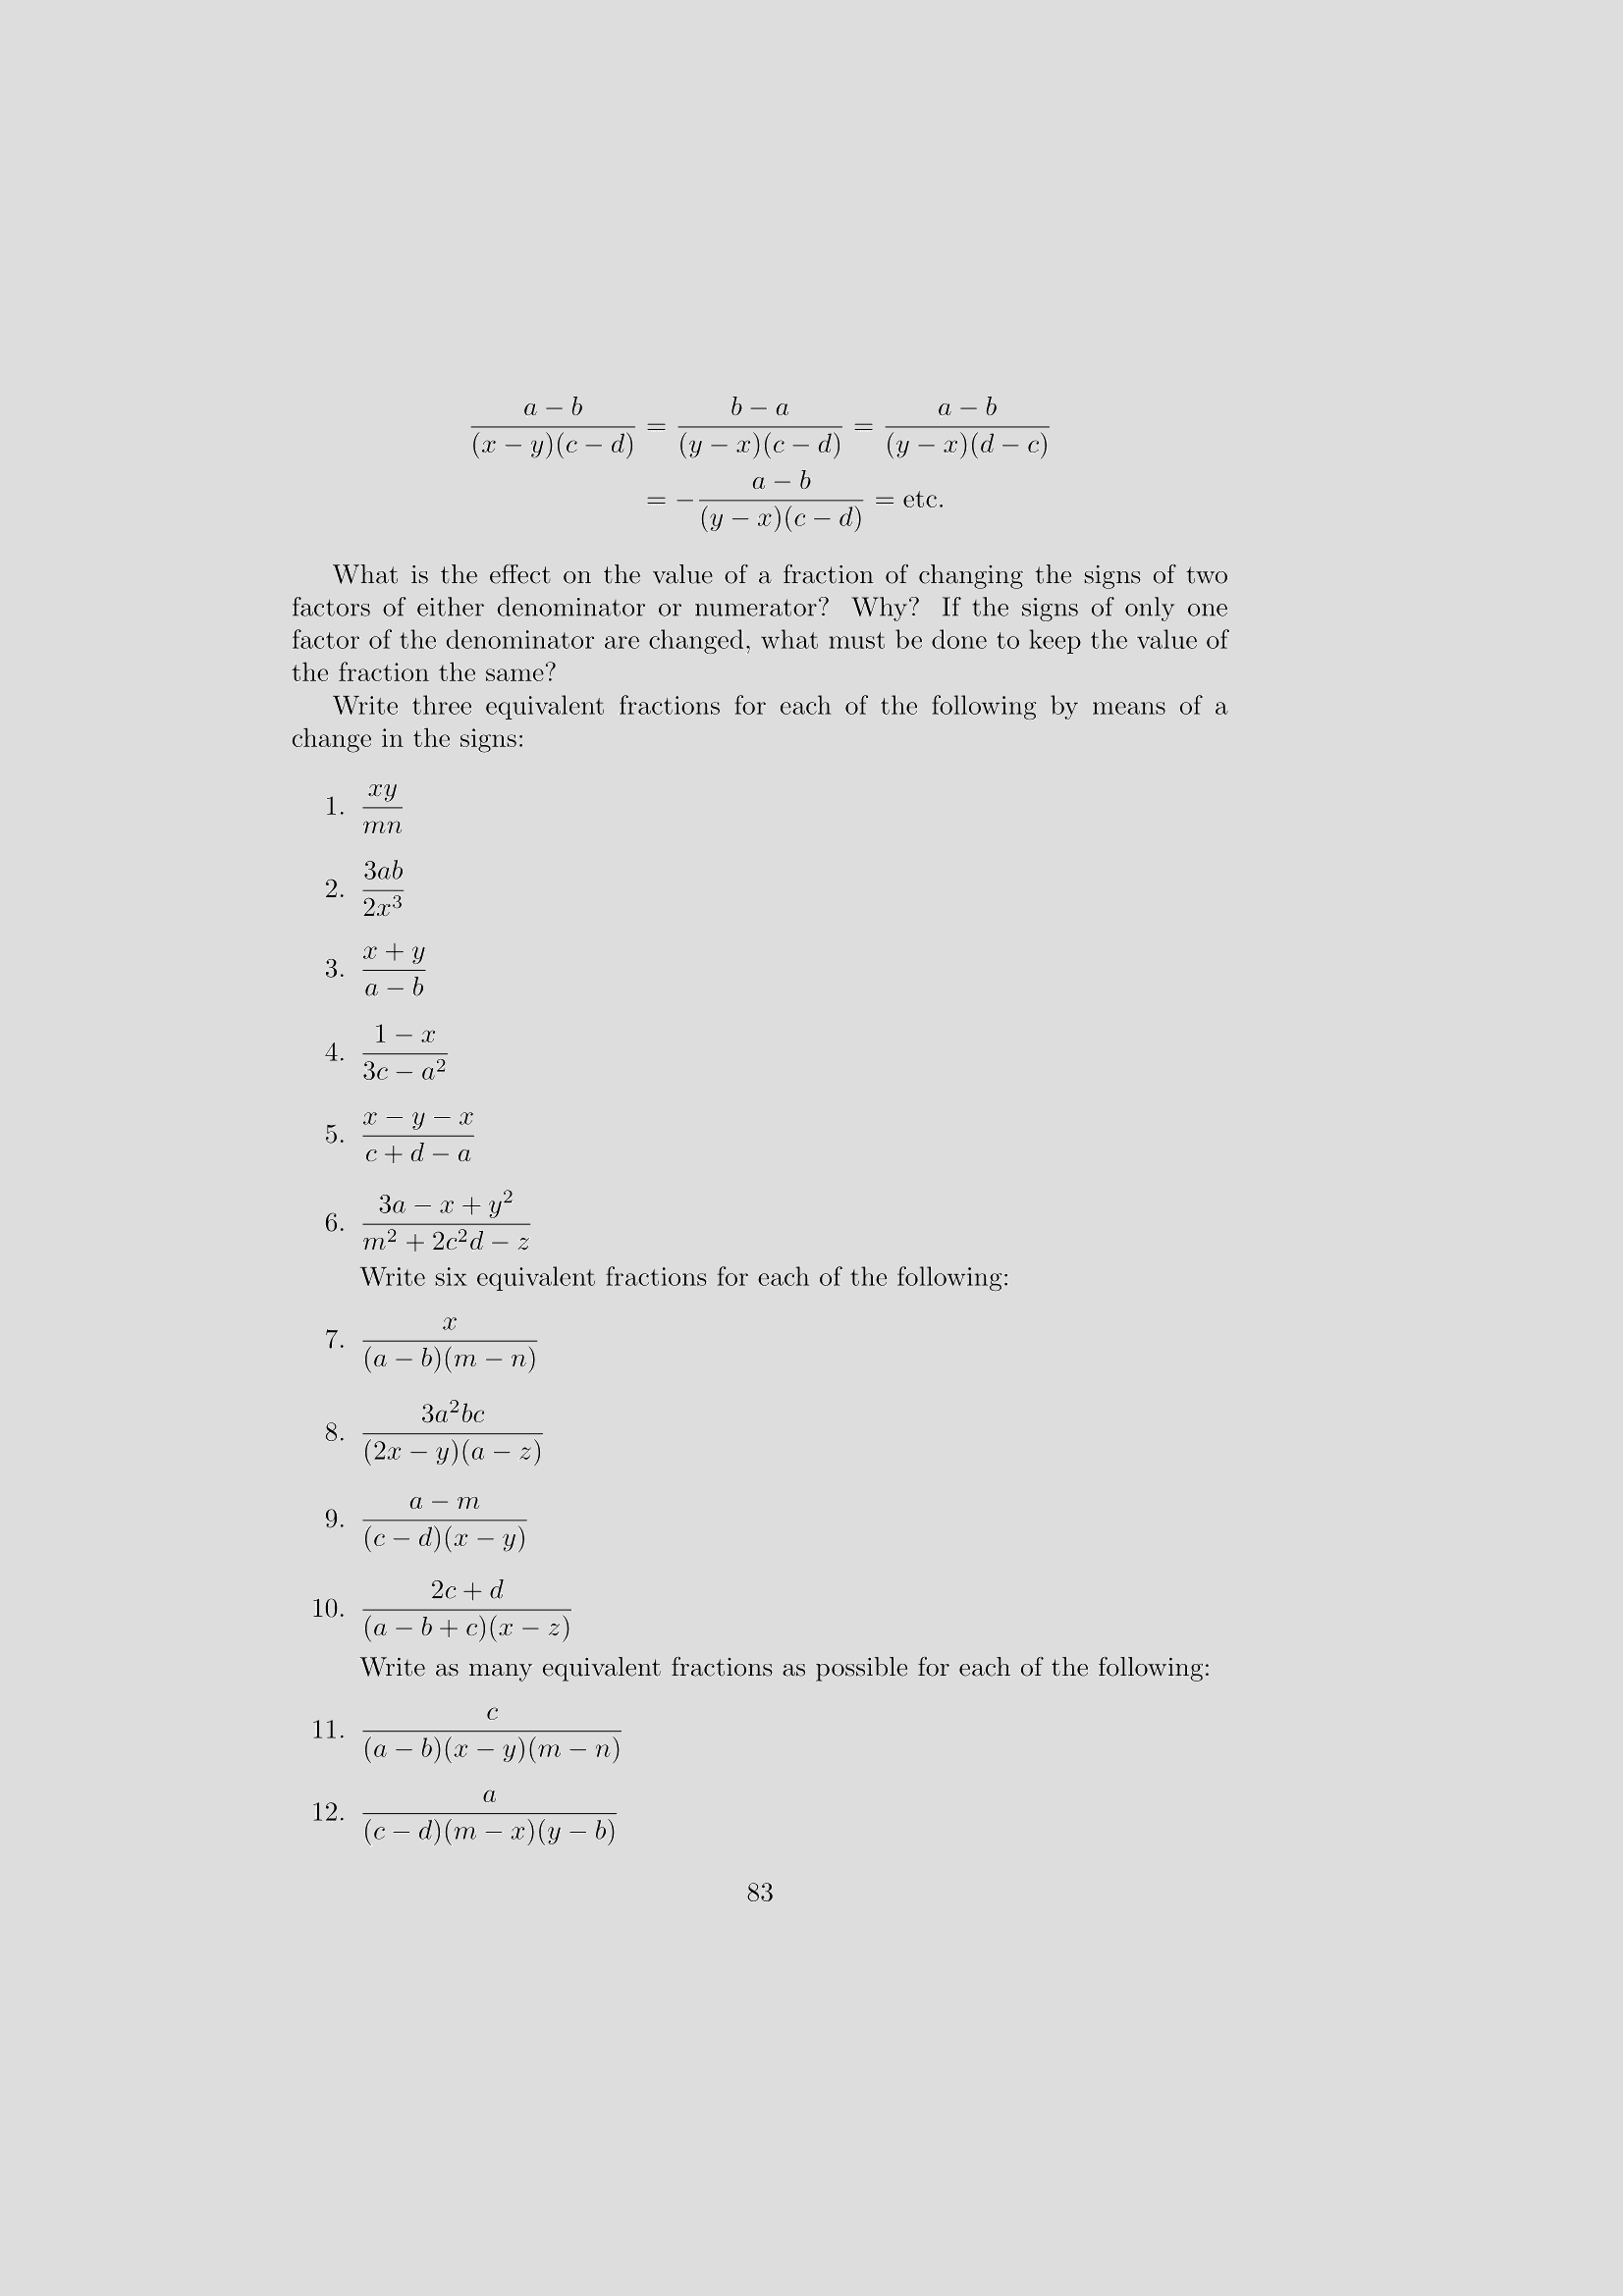 $\frac{a-b}{(x-y)(c-d)} = \frac{b-a}{(y-x)(c-d)} = \frac{a-b}{(y-x)(d-c)}$
$= -\frac{a-b}{(y-x)(c-d)} = \text{etc.}$
What is the effect on the value of a fraction of changing the signs of two
factors of either denominator or numerator? Why? If the signs of only one
factor of the denominator are changed, what must be done to keep the value of
the fraction the same?
Write three equivalent fractions for each of the following by means of a
change in the signs:
1. $\frac{xy}{mn}$
2. $\frac{3ab}{2x^3}$
3. $\frac{x+y}{a-b}$
4. $\frac{1-x}{3c-a^2}$
5. $\frac{x-y-x}{c+d-a}$
6. $\frac{3a-x+y^2}{m^2+2c^2d-z}$
Write six equivalent fractions for each of the following:
7. $\frac{x}{(a-b)(m-n)}$
8. $\frac{3a^2bc}{(2x-y)(a-z)}$
9. $\frac{a-m}{(c-d)(x-y)}$
10. $\frac{2c+d}{(a-b+c)(x-z)}$
Write as many equivalent fractions as possible for each of the following:
11. $\frac{c}{(a-b)(x-y)(m-n)}$
12. $\frac{a}{(c-d)(m-x)(y-b)}$
83